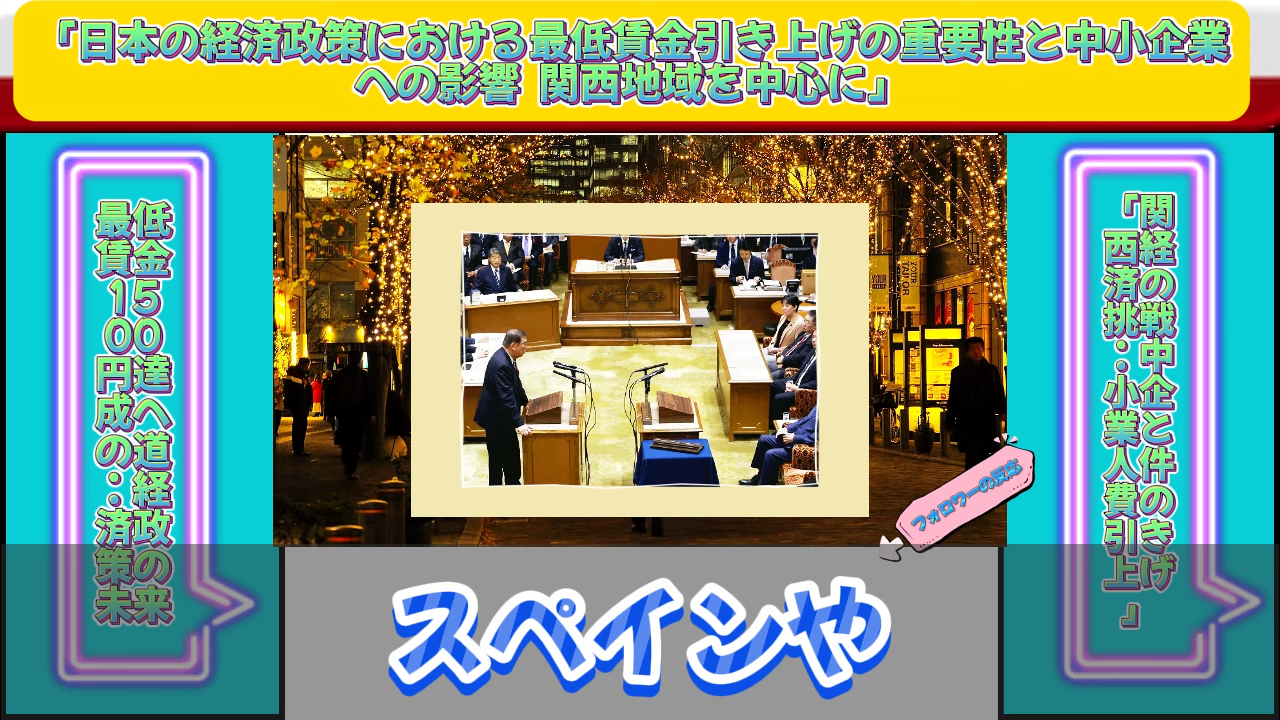 「日本の経済政策における最低賃金引き上げの重要性と中小企業
への影響 関西地域を中心に」
最低賃金1500円達成への道:経済政策の未来
「関西経済の挑戦:中小企業と人件費の引き上げ」
フォロワーの反応
スペインや